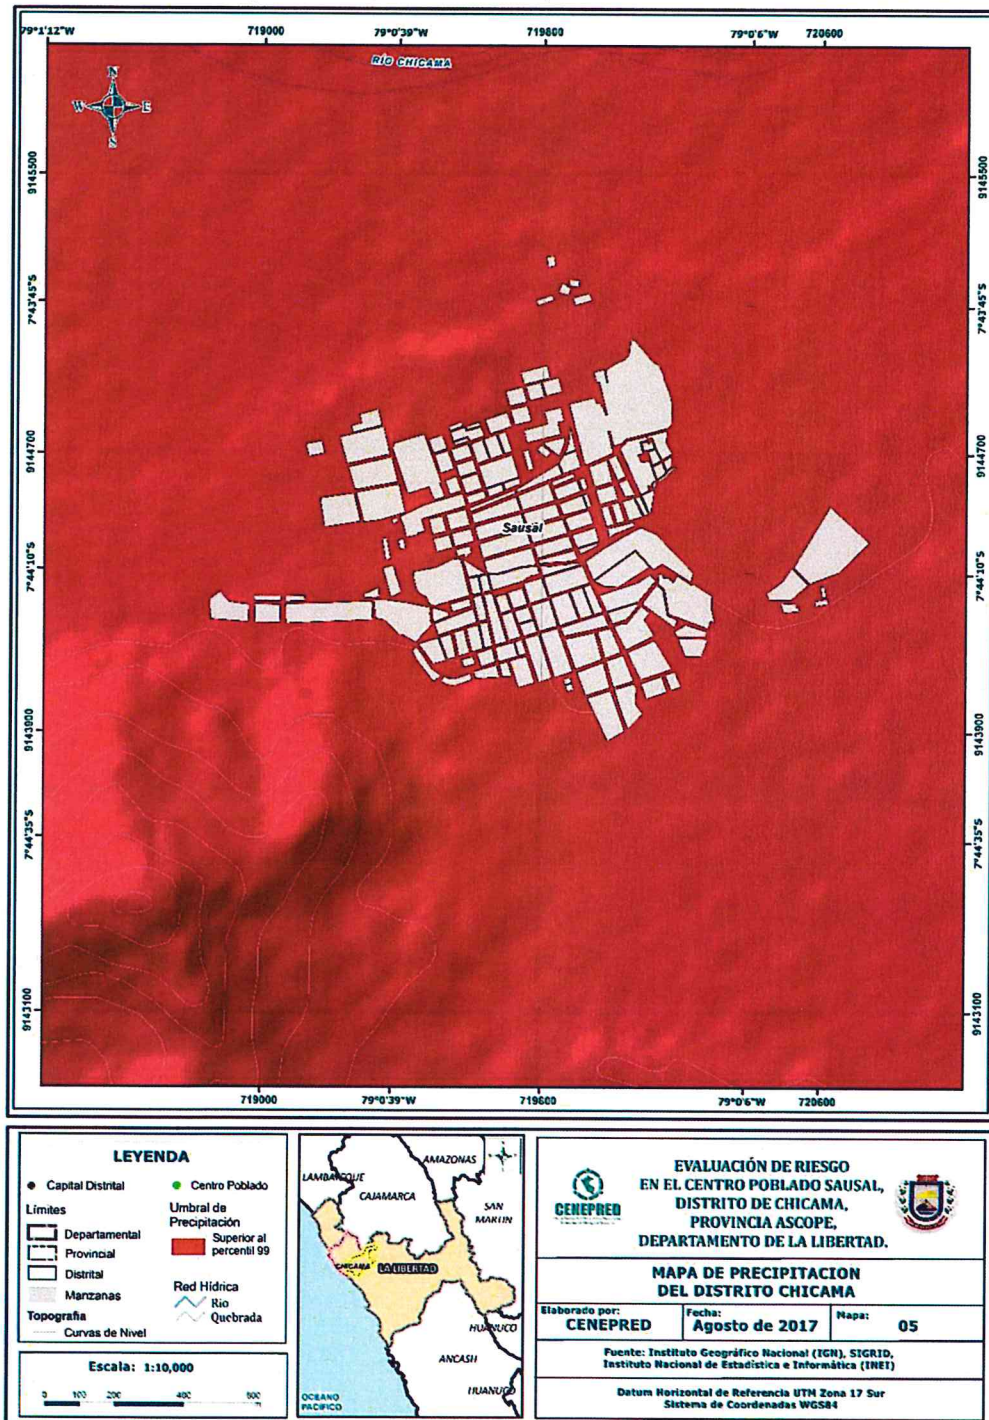 79°1'12"W
719000
79°0'39"W
719800
79°0'6"W
720600
RÍO CHICAMA
N
W E
S
9145500
9145500
7°43'45"S
7°43'45"S
9144700
9144700
Sausal
7°44'10"S
7°44'10"S
9143900
9143900
7°44'35"S
7°44'35"S
9143100
9143100
719000
79°0'39"W
719800
79°0'6"W
720600
LEYENDA
Capital Distrital
Centro Poblado
Límites
Departamental
Provincial
Distrital
Manzanas
Topografía
Curvas de Nivel
Umbral de
Precipitación
Superior al
percentil 99
Red Hídrica
Rio
Quebrada
Escala: 1:10,000
0 100 200 400 600
AMAZONAS
LAMBAYEQUE
CAJAMARCA
SAN
MARTIN
CHICAMA
LA LIBERTAD
HUANUCO
ANCASH
HUANUCO
OCEANO
PACIFICO
CENEPRED
EVALUACIÓN DE RIESGO
EN EL CENTRO POBLADO SAUSAL,
DISTRITO DE CHICAMA,
PROVINCIA ASCOPE,
DEPARTAMENTO DE LA LIBERTAD.
MAPA DE PRECIPITACION
DEL DISTRITO CHICAMA
Elaborado por:
CENEPRED
Fecha:
Agosto de 2017
Mapa:
05
Fuente: Instituto Geográfico Nacional (IGN), SIGRID,
Instituto Nacional de Estadística e Informática (INEI)
Datum Horizontal de Referencia UTM Zona 17 Sur
Sistema de Coordenadas WGS84